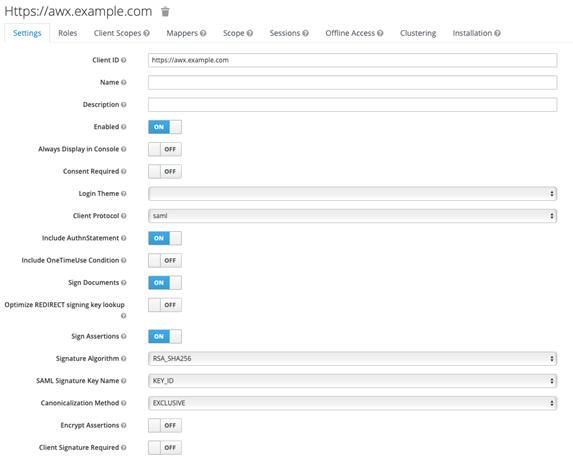 Https://awx.example.com
Settings Roles Client Scopes Mappers Scope Sessions Offline Access Clustering Installation
Client ID https://awx.example.com
Name
Description
Enabled ON
Always Display in Console OFF
Consent Required OFF
Login Theme
Client Protocol saml
Include AuthnStatement ON
Include OneTimeUse Condition OFF
Sign Documents ON
Optimize REDIRECT signing key lookup OFF
Sign Assertions ON
Signature Algorithm RSA_SHA256
SAML Signature Key Name KEY_ID
Canonicalization Method EXCLUSIVE
Encrypt Assertions OFF
Client Signature Required OFF